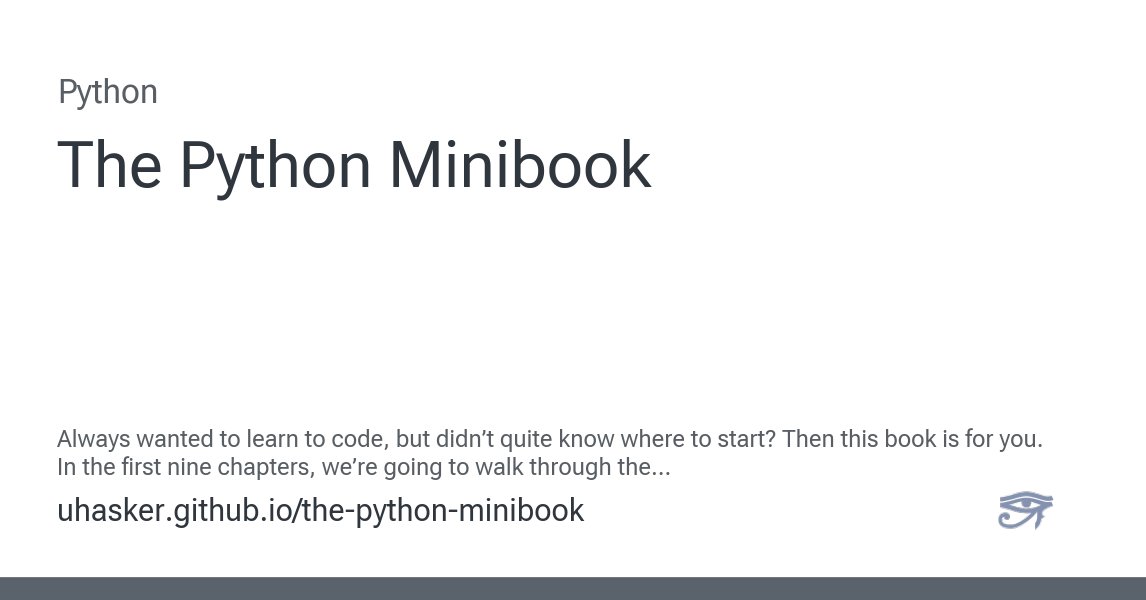 Python
The Python Minibook
Always wanted to learn to code, but didn’t quite know where to start? Then this book is for you.
In the first nine chapters, we’re going to walk through the...
uhasker.github.io/the-python-minibook